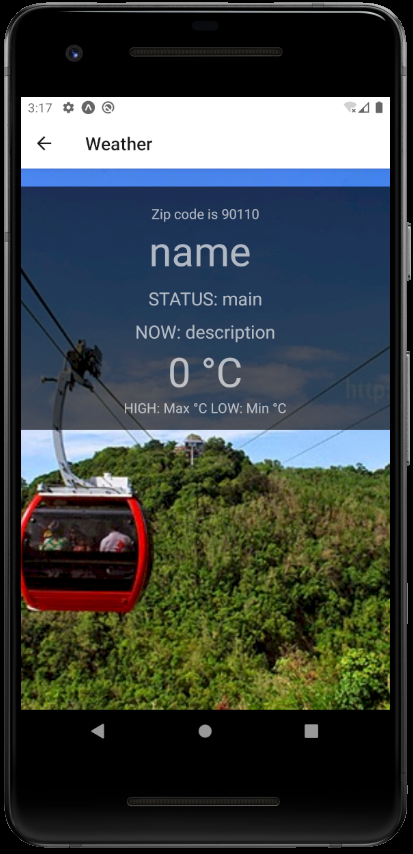 3:17
Weather
Zip code is 90110
name
STATUS: main
NOW: description
0 °C
HIGH: Max °C LOW: Min °C
http